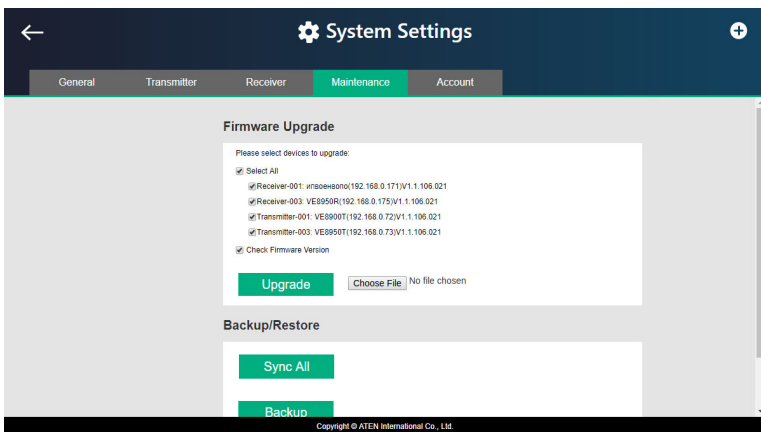 System Settings
General Transmitter Receiver Maintenance Account
Firmware Upgrade
Please select devices to upgrade:
Select All
Receiver-001: ипвоенвопо(192.168.0.171)V1.1.106.021
Receiver-003: VE8950R(192.168.0.175)V1.1.106.021
Transmitter-001: VE8900T(192.168.0.72)V1.1.106.021
Transmitter-003: VE8950T(192.168.0.73)V1.1.106.021
Check Firmware Version
Upgrade Choose File No file chosen
Backup/Restore
Sync All
Backup
Copyright © ATEN International Co., Ltd.